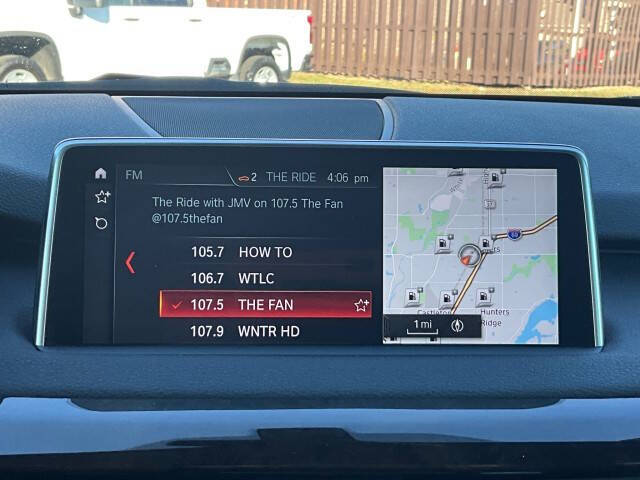 FM
2 THE RIDE 4:06 pm
The Ride with JMV on 107.5 The Fan
@107.5thefan
105.7 HOW TO
106.7 WTLC
107.5 THE FAN
107.9 WNTR HD
69
Castleton
Hunters
Ridge
1 mi